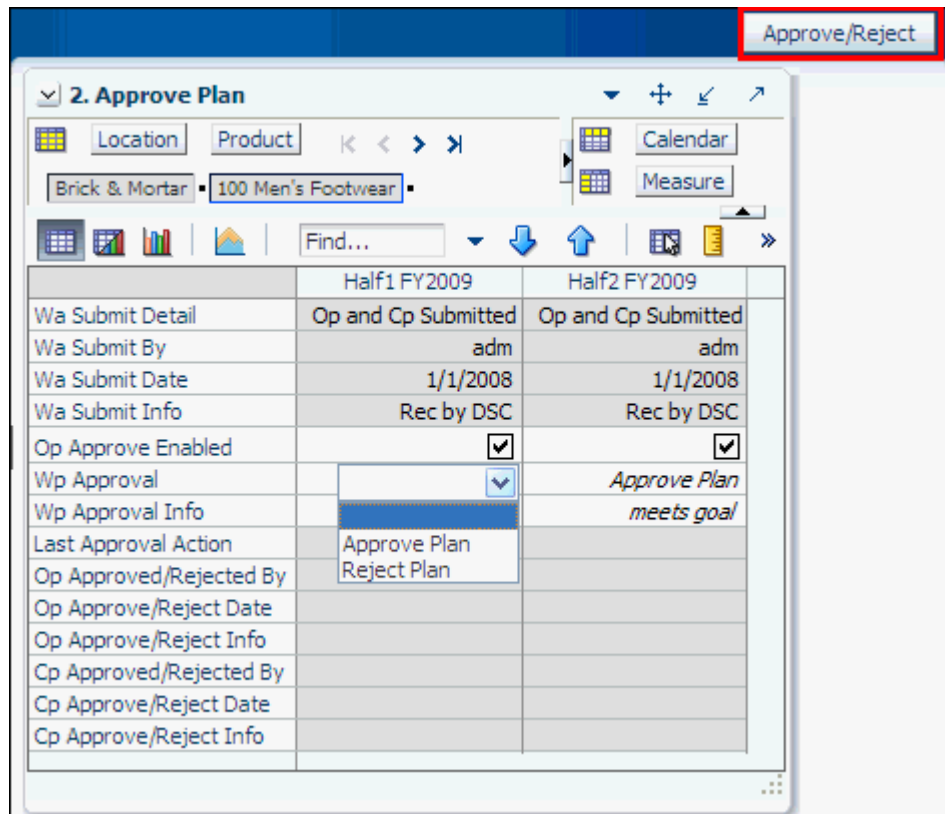 Approve/Reject
2. Approve Plan
Location Product Calendar
Brick & Mortar 100 Men's Footwear Measure
Find...
Half1 FY2009 Half2 FY2009
Wa Submit Detail Op and Cp Submitted Op and Cp Submitted
Wa Submit By adm adm
Wa Submit Date 1/1/2008 1/1/2008
Wa Submit Info Rec by DSC Rec by DSC
Op Approve Enabled
Wp Approval Approve Plan
Wp Approval Info meets goal
Last Approval Action Approve Plan
Op Approved/Rejected By Reject Plan
Op Approve/Reject Date
Op Approve/Reject Info
Cp Approved/Rejected By
Cp Approve/Reject Date
Cp Approve/Reject Info